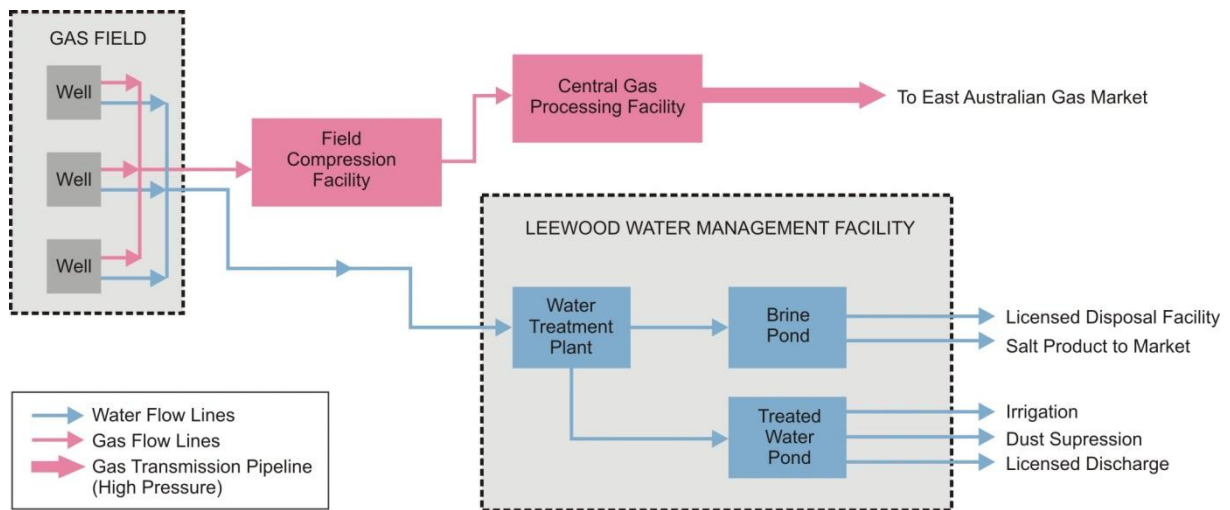 GAS FIELD
Well
Well
Well
Field
Compression
Facility
Central Gas
Processing Facility
To East Australian Gas Market
LEEWOOD WATER MANAGEMENT FACILITY
Water
Treatment
Plant
Brine
Pond
Licensed Disposal Facility
Salt Product to Market
Treated
Water
Pond
Irrigation
Dust Supression
Licensed Discharge
Water Flow Lines
Gas Flow Lines
Gas Transmission Pipeline
(High Pressure)